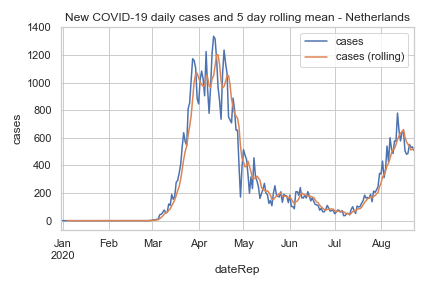 New COVID-19 daily cases and 5 day rolling mean - Netherlands
1400
1200
1000
800
600
400
200
0
cases
cases
cases (rolling)
Jan Feb Mar Apr May Jun Jul Aug
2020
dateRep